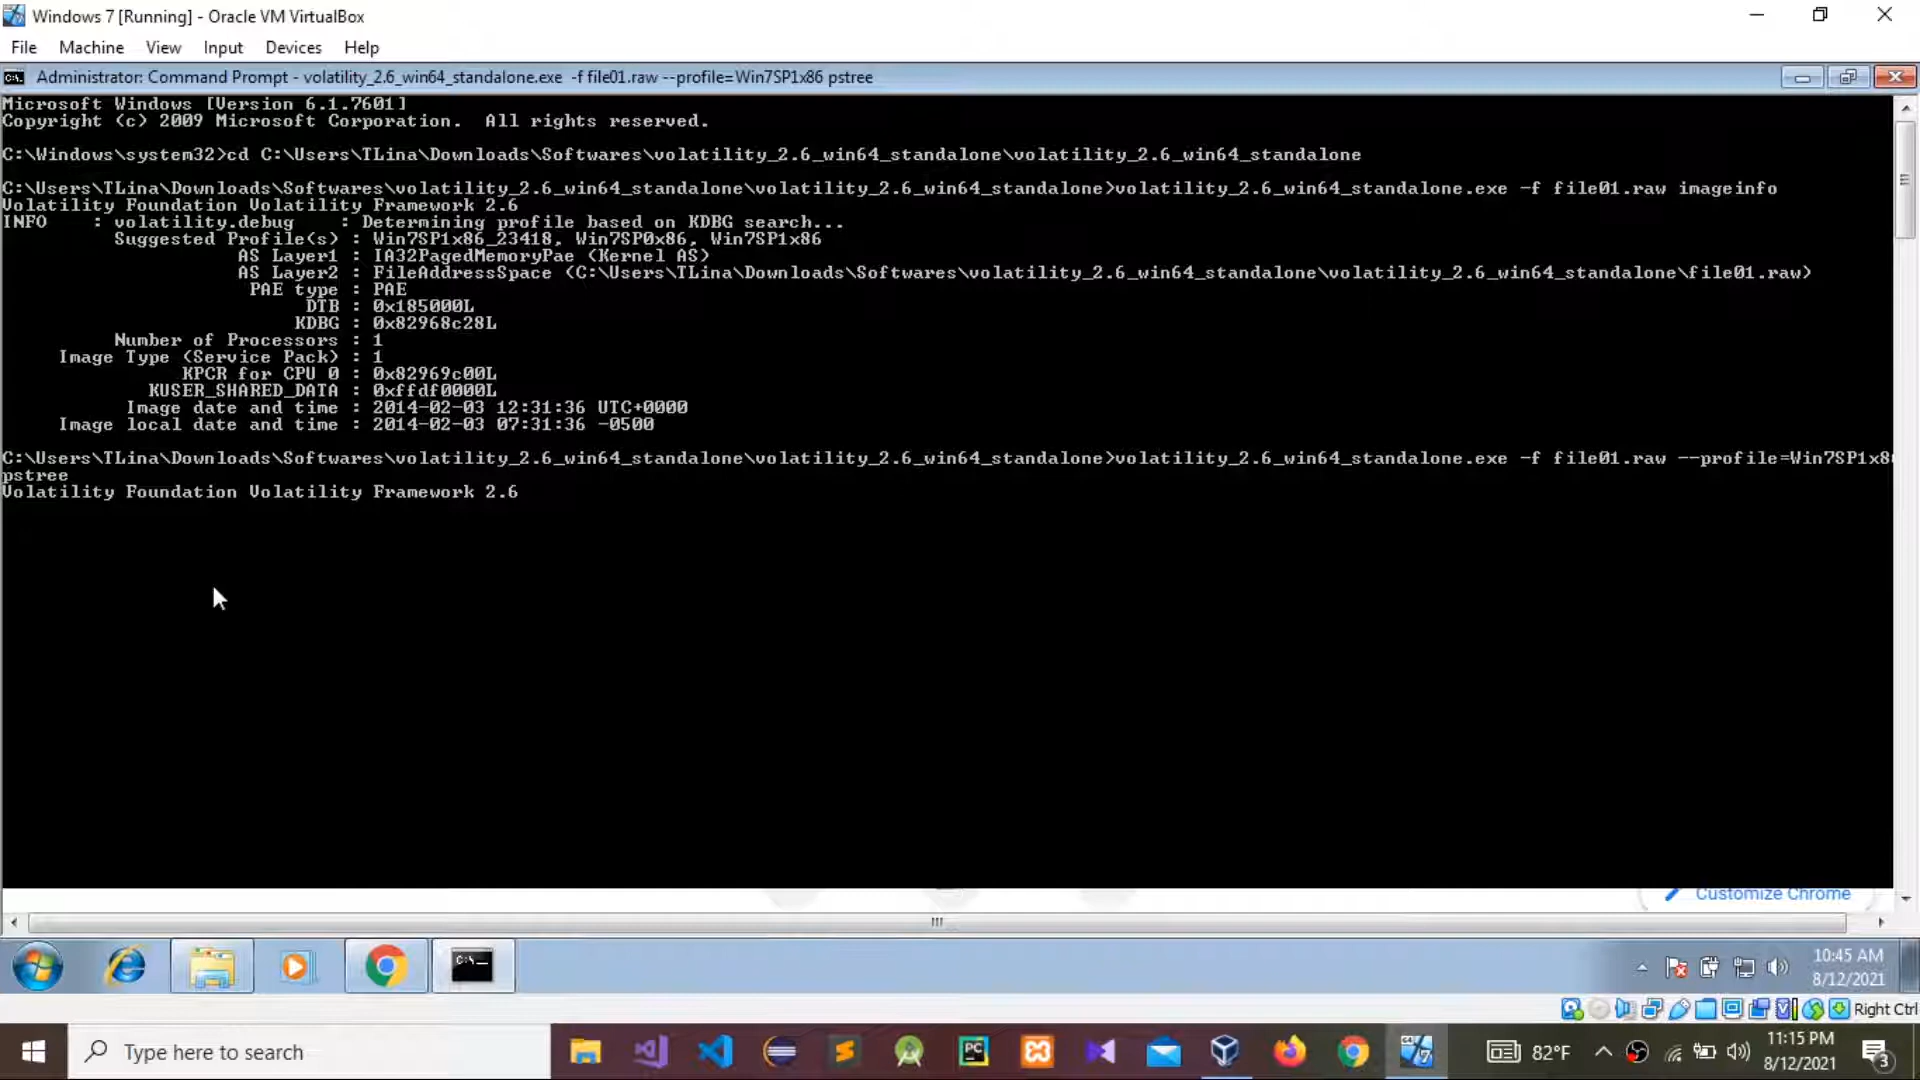 Windows 7 [Running] - Oracle VM VirtualBox
File Machine View Input Devices Help
Administrator: Command Prompt - volatility_2.6_win64_standalone.exe -f file01.raw --profile=Win7SP1x86 pstree
Microsoft Windows [Version 6.1.7601]
Copyright (c) 2009 Microsoft Corporation. All rights reserved.
C:\Windows\system32>cd C:\Users\TLina\Downloads\Softwares\volatility_2.6_win64_standalone\volatility_2.6_win64_standalone
C:\Users\TLina\Downloads\Softwares\volatility_2.6_win64_standalone\volatility_2.6_win64_standalone>volatility_2.6_win64_standalone.exe -f file01.raw imageinfo
Volatility Foundation Volatility Framework 2.6
INFO : volatility.debug : Determining profile based on KDBG search...
Suggested Profile(s) : Win7SP1x86_23418, Win7SP0x86, Win7SP1x86
AS Layer1 : IA32PagedMemoryPae (Kernel AS)
AS Layer2 : FileAddressSpace (C:\Users\TLina\Downloads\Softwares\volatility_2.6_win64_standalone\volatility_2.6_win64_standalone\file01.raw)
PAE type : PAE
DTB : 0x185000L
KDBG : 0x82968c28L
Number of Processors : 1
Image Type (Service Pack) : 1
KPCR for CPU 0 : 0x82969c00L
KUSER_SHARED_DATA : 0xffdf0000L
Image date and time : 2014-02-03 12:31:36 UTC+0000
Image local date and time : 2014-02-03 07:31:36 -0500
C:\Users\TLina\Downloads\Softwares\volatility_2.6_win64_standalone\volatility_2.6_win64_standalone>volatility_2.6_win64_standalone.exe -f file01.raw --profile=Win7SP1x86
pstree
Volatility Foundation Volatility Framework 2.6
Customize Chrome
10:45 AM
8/12/2021
Right Ctrl
Type here to search
82°F
11:15 PM
8/12/2021
3